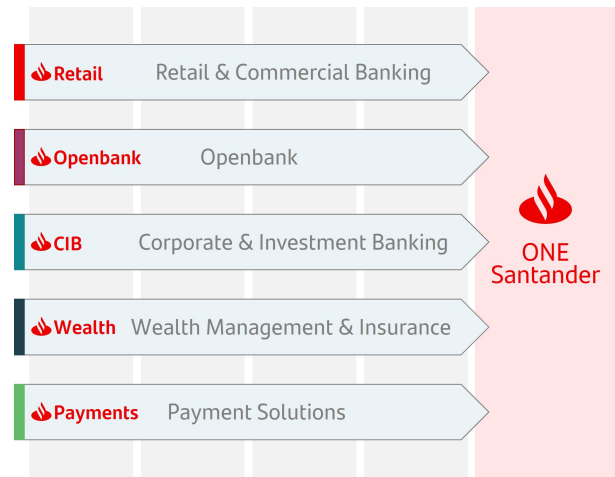 Retail Retail & Commercial Banking
Openbank Openbank
CIB Corporate & Investment Banking
Wealth Wealth Management & Insurance
Payments Payment Solutions
ONE
Santander